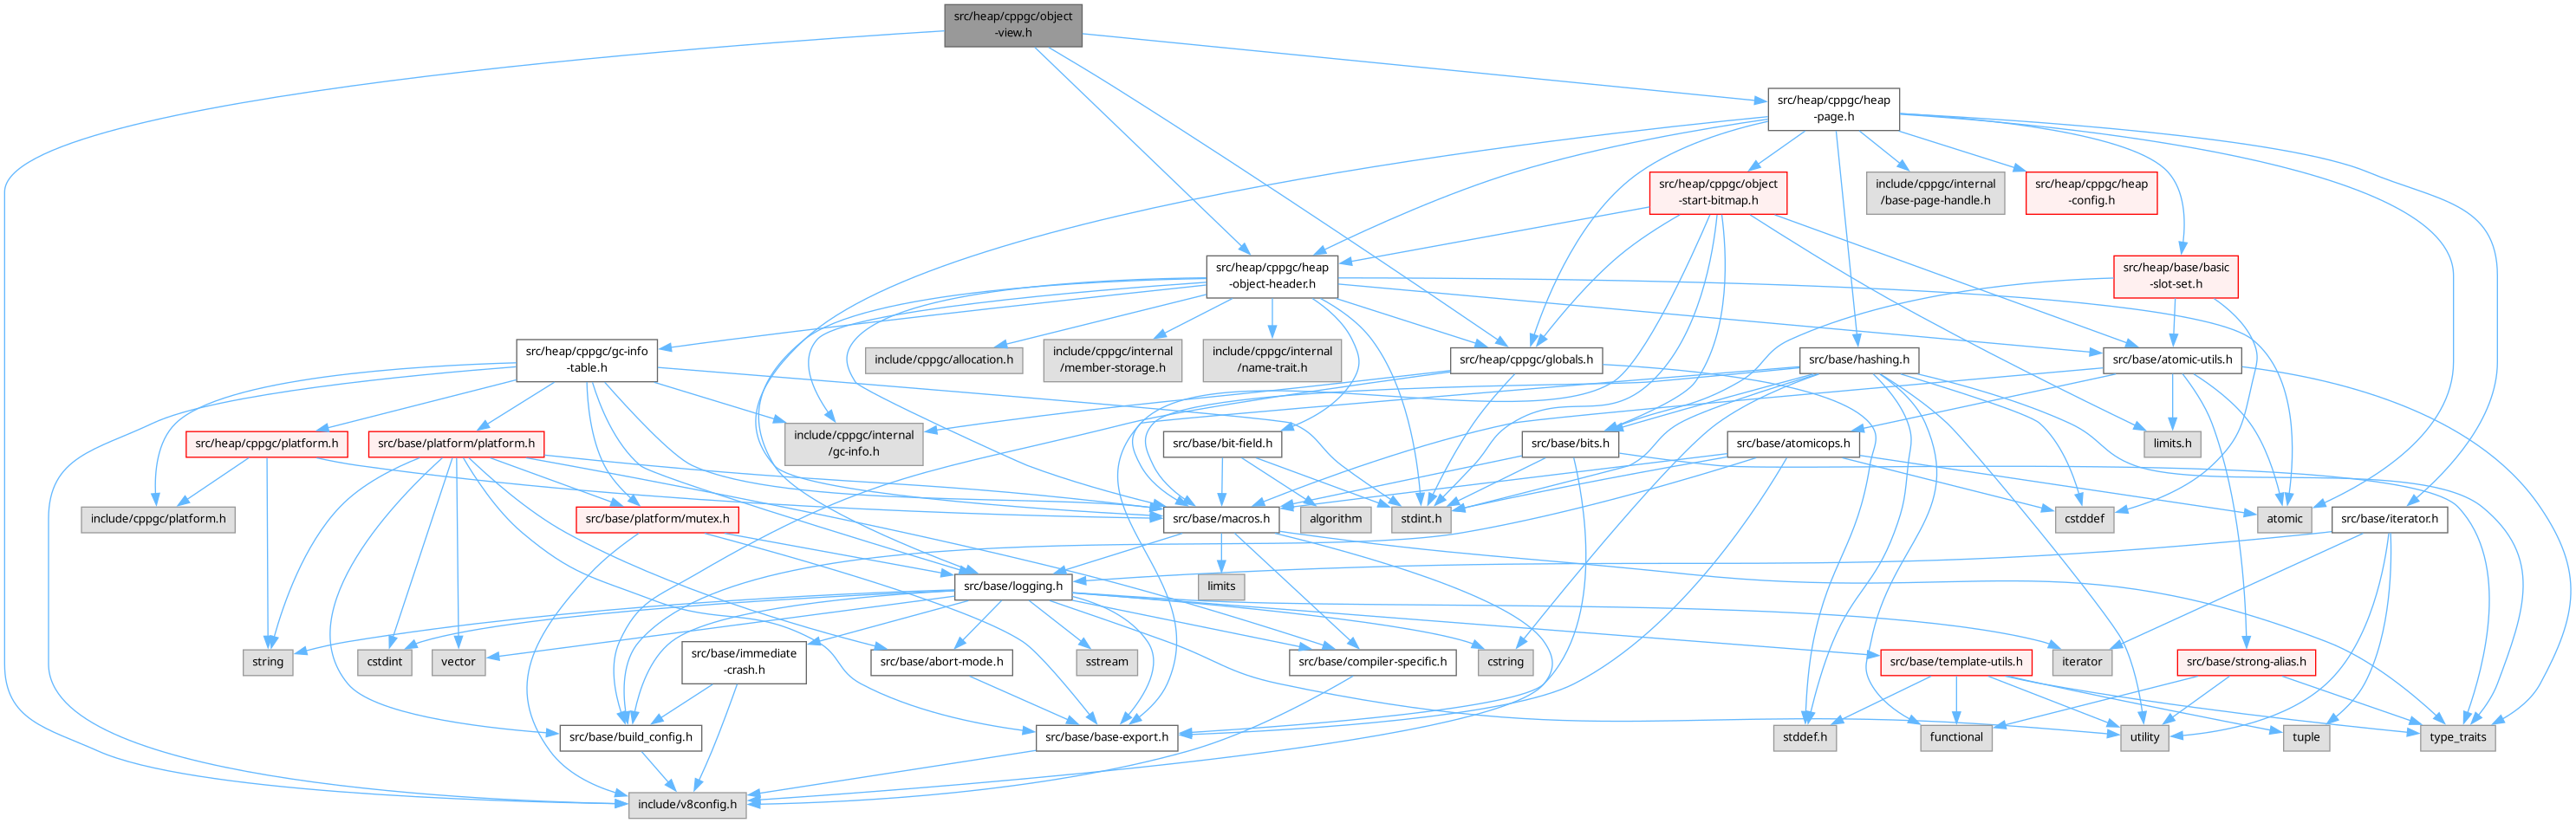 src/heap/cppgc/object
-view.h
src/heap/cppgc/heap
-page.h
src/heap/cppgc/object
-start-bitmap.h
include/cppgc/internal
/base-page-handle.h
src/heap/cppgc/heap
-config.h
src/heap/cppgc/heap
-object-header.h
src/heap/base/basic
-slot-set.h
src/heap/cppgc/gc-info
-table.h
include/cppgc/allocation.h
include/cppgc/internal
/member-storage.h
include/cppgc/internal
/name-trait.h
src/heap/cppgc/globals.h
src/base/hashing.h
src/base/atomic-utils.h
src/heap/cppgc/platform.h
src/base/platform/platform.h
include/cppgc/internal
/gc-info.h
src/base/bit-field.h
src/base/bits.h
src/base/atomicops.h
limits.h
include/cppgc/platform.h
src/base/platform/mutex.h
src/base/macros.h
algorithm
stdint.h
cstddef
atomic
src/base/iterator.h
src/base/logging.h
limits
string
cstdint
vector
src/base/immediate
-crash.h
src/base/abort-mode.h
sstream
src/base/compiler-specific.h
cstring
src/base/template-utils.h
iterator
src/base/strong-alias.h
src/base/build_config.h
src/base/base-export.h
stddef.h
functional
utility
tuple
type_traits
include/v8config.h